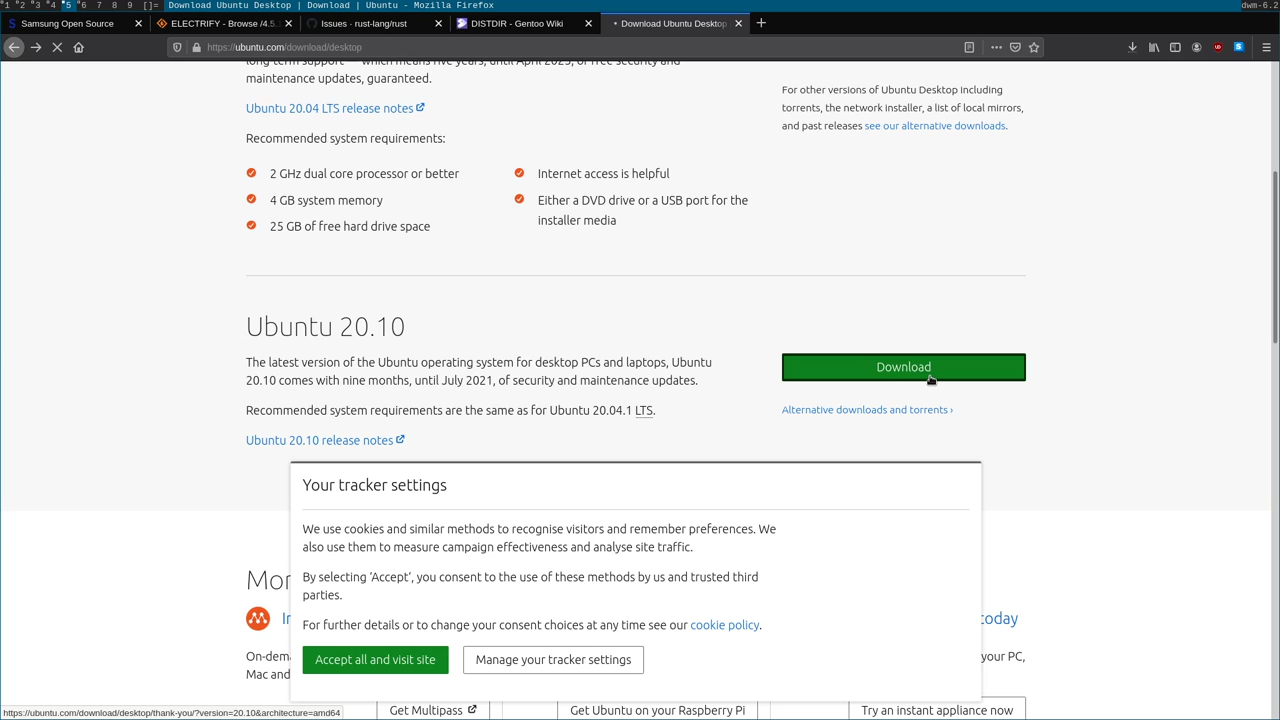 1 2 3 4 5 6 7 8 9 []= Download Ubuntu Desktop | Download | Ubuntu - Mozilla Firefox dwm-6.2
Samsung Open Source ELECTRIFY - Browse /4.5. Issues · rust-lang/rust DISTDIR - Gentoo Wiki Download Ubuntu Desktop
https://ubuntu.com/download/desktop
maintenance updates, guaranteed.
Ubuntu 20.04 LTS release notes
Recommended system requirements:
2 GHz dual core processor or better
4 GB system memory
25 GB of free hard drive space
Internet access is helpful
Either a DVD drive or a USB port for the
installer media
For other versions of Ubuntu Desktop including
torrents, the network installer, a list of local mirrors,
and past releases see our alternative downloads.
Ubuntu 20.10
The latest version of the Ubuntu operating system for desktop PCs and laptops, Ubuntu
20.10 comes with nine months, until July 2021, of security and maintenance updates.
Recommended system requirements are the same as for Ubuntu 20.04.1 LTS.
Ubuntu 20.10 release notes
Download
Alternative downloads and torrents ›
Your tracker settings
We use cookies and similar methods to recognise visitors and remember preferences. We
also use them to measure campaign effectiveness and analyse site traffic.
By selecting ‘Accept‘, you consent to the use of these methods by us and trusted third
parties.
For further details or to change your consent choices at any time see our cookie policy.
Accept all and visit site Manage your tracker settings
Mor
today
On-dem
Mac and
your PC,
Get Multipass Get Ubuntu on your Raspberry Pi Try an instant appliance now
https://ubuntu.com/download/desktop/thank-you/?version=20.10&architecture=amd64